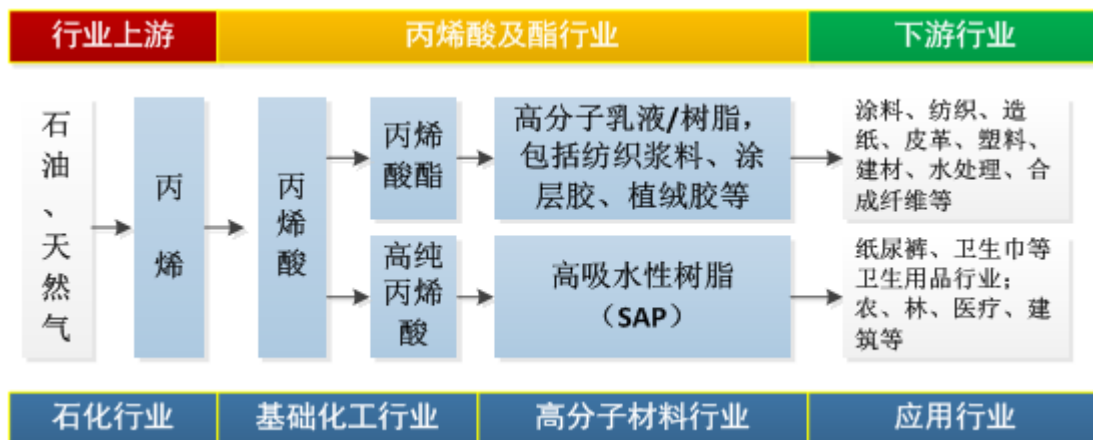 行业上游
丙烯酸及酯行业
下游行业
石
油
、
天
然
气
丙
烯
丙
烯
酸
丙烯
酸酯
高分子乳液/树脂，
包括纺织浆料、涂
层胶、植绒胶等
涂料、纺织、造
纸、皮革、塑料、
建材、水处理、合
成纤维等
高纯
丙烯
酸
高吸水性树脂
（SAP）
纸尿裤、卫生巾等
卫生用品行业；
农、林、医疗、建
筑等
石化行业
基础化工行业
高分子材料行业
应用行业